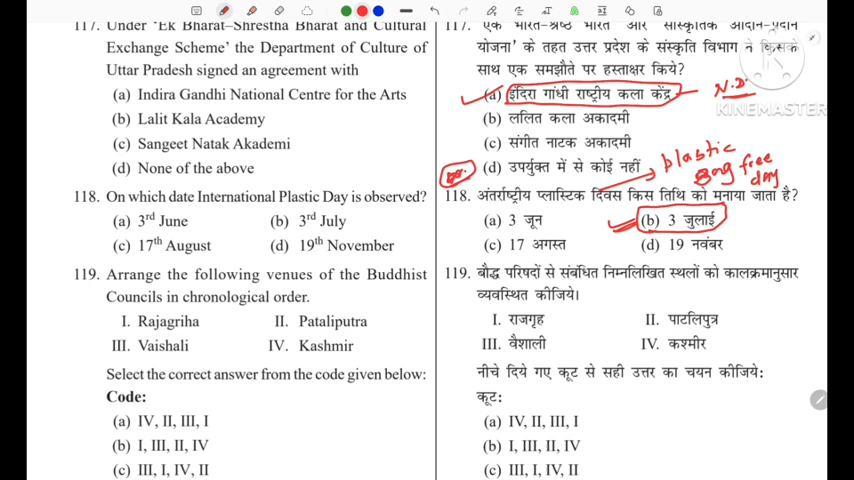 117. Under 'Ek Bharat–Shrestha Bharat and Cultural
Exchange Scheme' the Department of Culture of
Uttar Pradesh signed an agreement with
(a) Indira Gandhi National Centre for the Arts
(b) Lalit Kala Academy
(c) Sangeet Natak Akademi
(d) None of the above
118. On which date International Plastic Day is observed?
(a) 3rd June (b) 3rd July
(c) 17th August (d) 19th November
119. Arrange the following venues of the Buddhist
Councils in chronological order.
I. Rajagriha II. Pataliputra
III. Vaishali IV. Kashmir
Select the correct answer from the code given below:
Code:
(a) IV, II, III, I
(b) I, III, II, IV
(c) III, I, IV, II
117. 'एक भारत-श्रेष्ठ भारत और सांस्कृतिक आदान-प्रदान
योजना' के तहत उत्तर प्रदेश के संस्कृति विभाग ने किसके
साथ एक समझौते पर हस्ताक्षर किये?
(a) इंदिरा गांधी राष्ट्रीय कला केंद्र N.D.
(b) ललित कला अकादमी
(c) संगीत नाटक अकादमी
(d) उपर्युक्त में से कोई नहीं
plastic
bag free
day
118. अंतर्राष्ट्रीय प्लास्टिक दिवस किस तिथि को मनाया जाता है?
(a) 3 जून (b) 3 जुलाई
(c) 17 अगस्त (d) 19 नवंबर
119. बौद्ध परिषदों से संबंधित निम्नलिखित स्थलों को कालक्रमानुसार
व्यवस्थित कीजिये।
I. राजगृह II. पाटलिपुत्र
III. वैशाली IV. कश्मीर
नीचे दिये गए कूट से सही उत्तर का चयन कीजिये:
कूट:
(a) IV, II, III, I
(b) I, III, II, IV
(c) III, I, IV, II
KINEMASTER